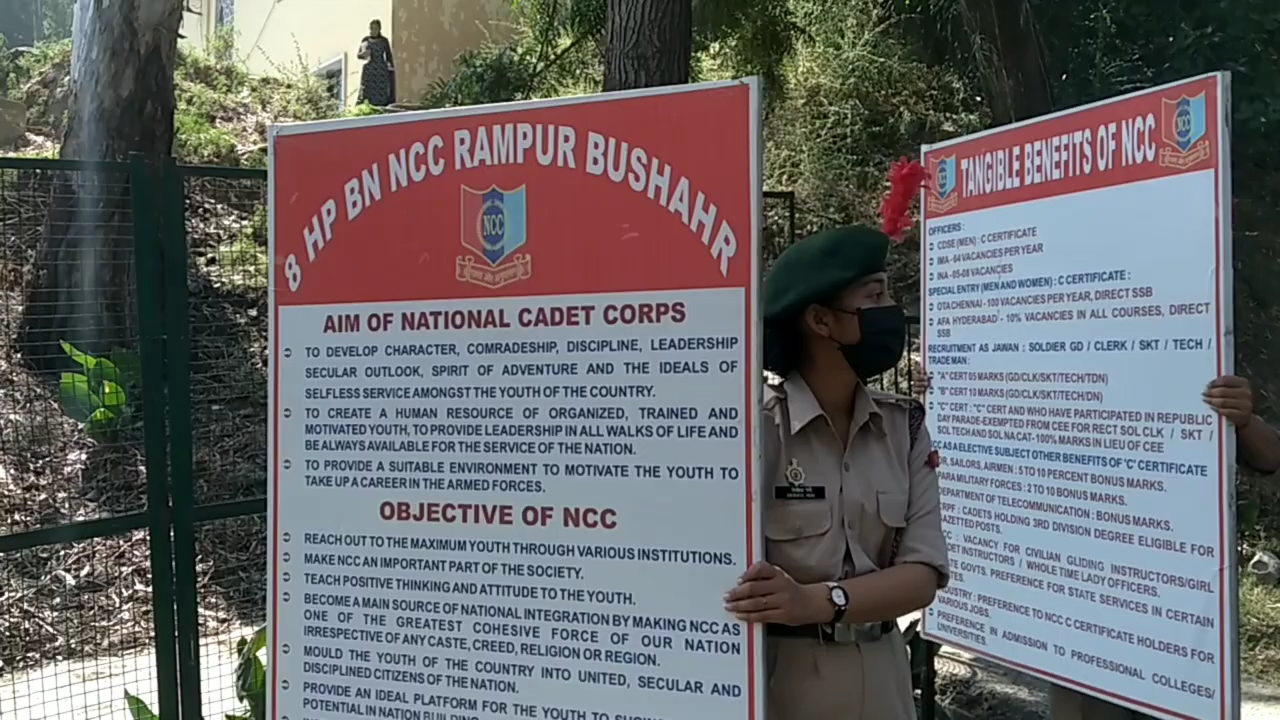 8 HP BN NCC RAMPUR BUSHAHR
NCC
AIM OF NATIONAL CADET CORPS
TO DEVELOP CHARACTER, COMRADESHIP, DISCIPLINE, LEADERSHIP
SECULAR OUTLOOK, SPIRIT OF ADVENTURE AND THE IDEALS OF
SELFLESS SERVICE AMONGST THE YOUTH OF THE COUNTRY.
TO CREATE A HUMAN RESOURCE OF ORGANIZED, TRAINED AND
MOTIVATED YOUTH, TO PROVIDE LEADERSHIP IN ALL WALKS OF LIFE AND
BE ALWAYS AVAILABLE FOR THE SERVICE OF THE NATION.
TO PROVIDE A SUITABLE ENVIRONMENT TO MOTIVATE THE YOUTH TO
TAKE UP A CAREER IN THE ARMED FORCES.
OBJECTIVE OF NCC
REACH OUT TO THE MAXIMUM YOUTH THROUGH VARIOUS INSTITUTIONS.
MAKE NCC AN IMPORTANT PART OF THE SOCIETY.
TEACH POSITIVE THINKING AND ATTITUDE TO THE YOUTH.
BECOME A MAIN SOURCE OF NATIONAL INTEGRATION BY MAKING NCC AS
ONE OF THE GREATEST COHESIVE FORCE OF OUR NATION
IRRESPECTIVE OF ANY CASTE, CREED, RELIGION OR REGION.
MOULD THE YOUTH OF THE COUNTRY INTO UNITED, SECULAR AND
DISCIPLINED CITIZENS OF THE NATION.
PROVIDE AN IDEAL PLATFORM FOR THE YOUTH TO
POTENTIAL IN NATION
TANGIBLE BENEFITS OF NCC
OFFICERS :
CDSE (MEN) : C CERTIFICATE
IMA - 64 VACANCIES PER YEAR
INA - 05-08 VACANCIES
SPECIAL ENTRY (MEN AND WOMEN) : C CERTIFICATE :
OTA CHENNAI - 100 VACANCIES PER YEAR, DIRECT SSB
AFA HYDERABAD - 10% VACANCIES IN ALL COURSES, DIRECT
SSB
RECRUITMENT AS JAWAN : SOLDIER GD / CLERK / SKT / TECH /
TRADEMAN :
"A" CERT 05 MARKS (GD/CLK/SKT/TECH/TDN)
"B" CERT 10 MARKS (GD/CLK/SKT/TECH/DN)
"C" CERT : "C" CERT AND WHO HAVE PARTICIPATED IN REPUBLIC
DAY PARADE-EXEMPTED FROM CEE FOR RECT SOL CLK / SKT /
SOL TECH AND SOL NA CAT- 100% MARKS IN LIEU OF CEE
CC AS A ELECTIVE SUBJECT OTHER BENEFITS OF 'C' CERTIFICATE
OR, SAILORS, AIRMEN : 5 TO 10 PERCENT BONUS MARKS.
PARA MILITARY FORCES : 2 TO 10 BONUS MARKS.
DEPARTMENT OF TELECOMMUNICATION : BONUS MARKS.
CRPF : CADETS HOLDING 3RD DIVISION DEGREE ELIGIBLE FOR
GAZETTED POSTS.
: VACANCY FOR CIVILIAN GLIDING INSTRUCTORS/GIRL
INSTRUCTORS / WHOLE TIME LADY OFFICERS.
GOVTS. PREFERENCE FOR STATE SERVICES IN CERTAIN
INDUSTRY : PREFERENCE TO NCC CERTIFICATE HOLDERS FOR
VARIOUS JOBS.
PREFERENCE IN ADMISSION TO PROFESSIONAL COLLEGES/
UNIVERSITIES.